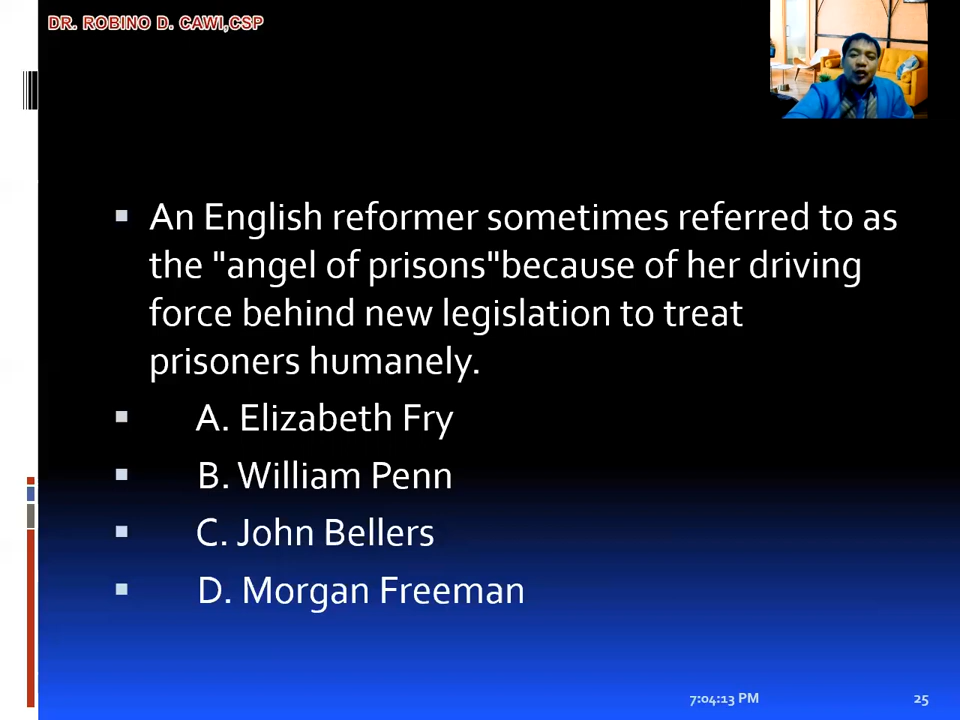 DR. ROBINO D. CAWI,CSP
An English reformer sometimes referred to as
the "angel of prisons"because of her driving
force behind new legislation to treat
prisoners humanely.
A. Elizabeth Fry
B. William Penn
C. John Bellers
D. Morgan Freeman
7:04:13 PM
25